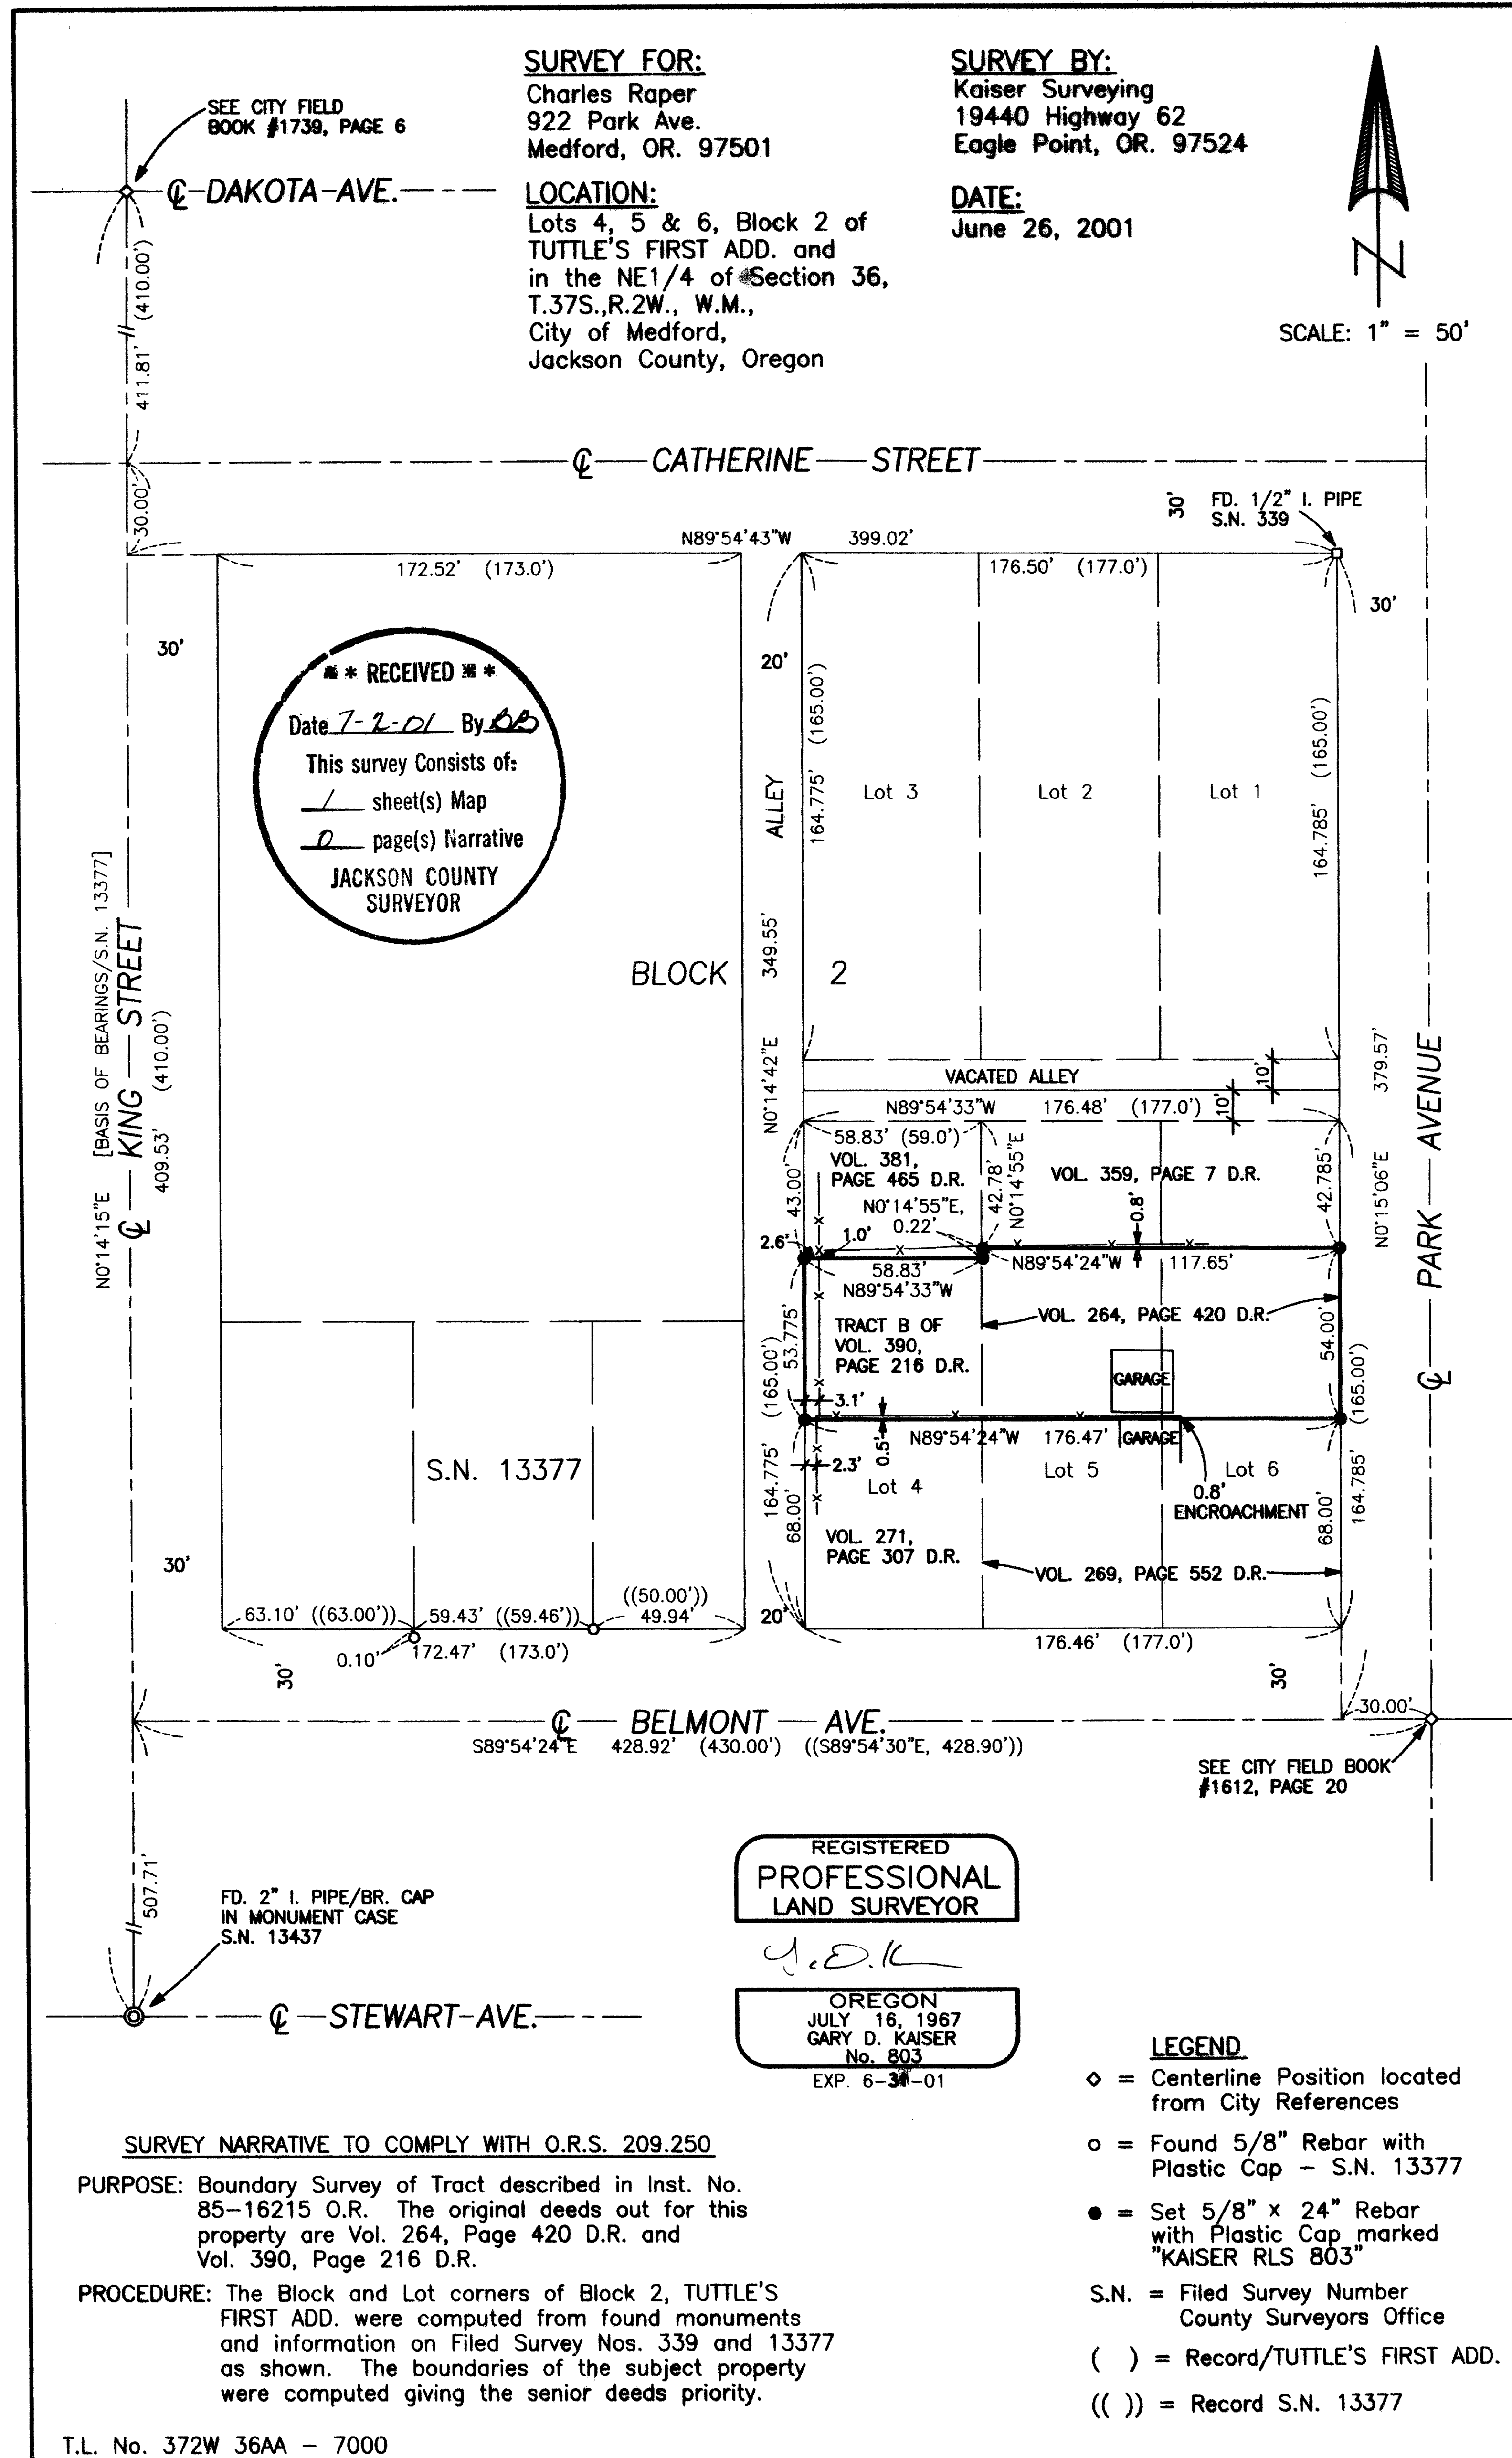 SURVEY FOR:
Charles Raper
922 Park Ave.
Medford, OR. 97501
LOCATION:
Lots 4, 5 & 6, Block 2 of
TUTTLE'S FIRST ADD. and
in the NE1/4 of Section 36,
T.37S.,R.2W., W.M.,
City of Medford,
Jackson County, Oregon
SURVEY BY:
Kaiser Surveying
19440 Highway 62
Eagle Point, OR. 97524
DATE:
June 26, 2001
N
SCALE: 1" = 50'
SEE CITY FIELD
BOOK #1739, PAGE 6
℄ DAKOTA AVE.
411.81' (410.00')
℄ CATHERINE STREET
30.00'
30'
FD. 1/2" I. PIPE
S.N. 339
N89°54'43"W 399.02'
172.52' (173.0')
176.50' (177.0')
30'
30'
20'
** RECEIVED **
Date 7-2-01 By BB
This survey Consists of:
1 sheet(s) Map
0 page(s) Narrative
JACKSON COUNTY
SURVEYOR
ALLEY
164.775' (165.00')
Lot 3
Lot 2
Lot 1
164.785' (165.00')
N0°14'15"E [BASIS OF BEARINGS/S.N. 13377]
℄ KING STREET
409.53' (410.00')
BLOCK 2
N0°14'42"E 349.55'
N0°15'06"E 379.57'
℄ PARK AVENUE
VACATED ALLEY
10'
N89°54'33"W 176.48' (177.0')
10'
58.83' (59.0')
VOL. 381,
PAGE 465 D.R.
43.00'
42.78'
N0°14'55"E
VOL. 359, PAGE 7 D.R.
42.785'
N0°14'55"E,
0.22'
0.8'
2.6'
1.0'
58.83'
N89°54'33"W
N89°54'24"W 117.65'
TRACT B OF
VOL. 390,
PAGE 216 D.R.
VOL. 264, PAGE 420 D.R.
53.775'
(165.00')
54.00'
(165.00')
GARAGE
3.1'
0.5'
N89°54'24"W 176.47'
GARAGE
2.3'
Lot 4
Lot 5
Lot 6
0.8'
ENCROACHMENT
164.775'
68.00'
68.00'
164.785'
VOL. 271,
PAGE 307 D.R.
VOL. 269, PAGE 552 D.R.
S.N. 13377
30'
63.10' ((63.00'))
59.43' ((59.46'))
((50.00'))
49.94'
20'
0.10'
172.47' (173.0')
176.46' (177.0')
30'
30'
30.00'
℄ BELMONT AVE.
S89°54'24"E 428.92' (430.00') ((S89°54'30"E, 428.90'))
SEE CITY FIELD BOOK
#1612, PAGE 20
507.71'
FD. 2" I. PIPE/BR. CAP
IN MONUMENT CASE
S.N. 13437
℄ STEWART AVE.
REGISTERED
PROFESSIONAL
LAND SURVEYOR
G.D.K
OREGON
JULY 16, 1967
GARY D. KAISER
No. 803
EXP. 6- -01
LEGEND
◇ = Centerline Position located
from City References
○ = Found 5/8" Rebar with
Plastic Cap – S.N. 13377
● = Set 5/8" x 24" Rebar
with Plastic Cap marked
"KAISER RLS 803"
S.N. = Filed Survey Number
County Surveyors Office
( ) = Record/TUTTLE'S FIRST ADD.
(( )) = Record S.N. 13377
SURVEY NARRATIVE TO COMPLY WITH O.R.S. 209.250
PURPOSE: Boundary Survey of Tract described in Inst. No.
85–16215 O.R. The original deeds out for this
property are Vol. 264, Page 420 D.R. and
Vol. 390, Page 216 D.R.
PROCEDURE: The Block and Lot corners of Block 2, TUTTLE'S
FIRST ADD. were computed from found monuments
and information on Filed Survey Nos. 339 and 13377
as shown. The boundaries of the subject property
were computed giving the senior deeds priority.
T.L. No. 372W 36AA – 7000